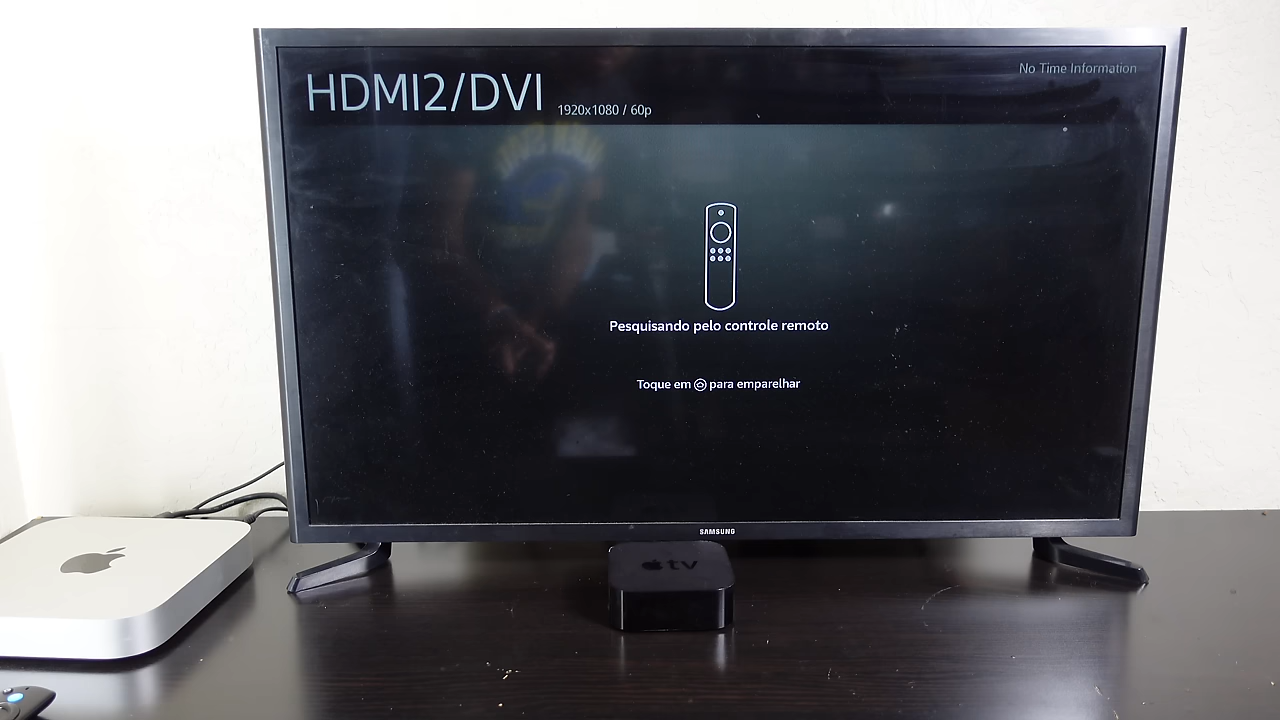 HDMI2/DVI
1920x1080 / 60p
No Time Information
Pesquisando pelo controle remoto
Toque em para emparelhar
SAMSUNG
tv